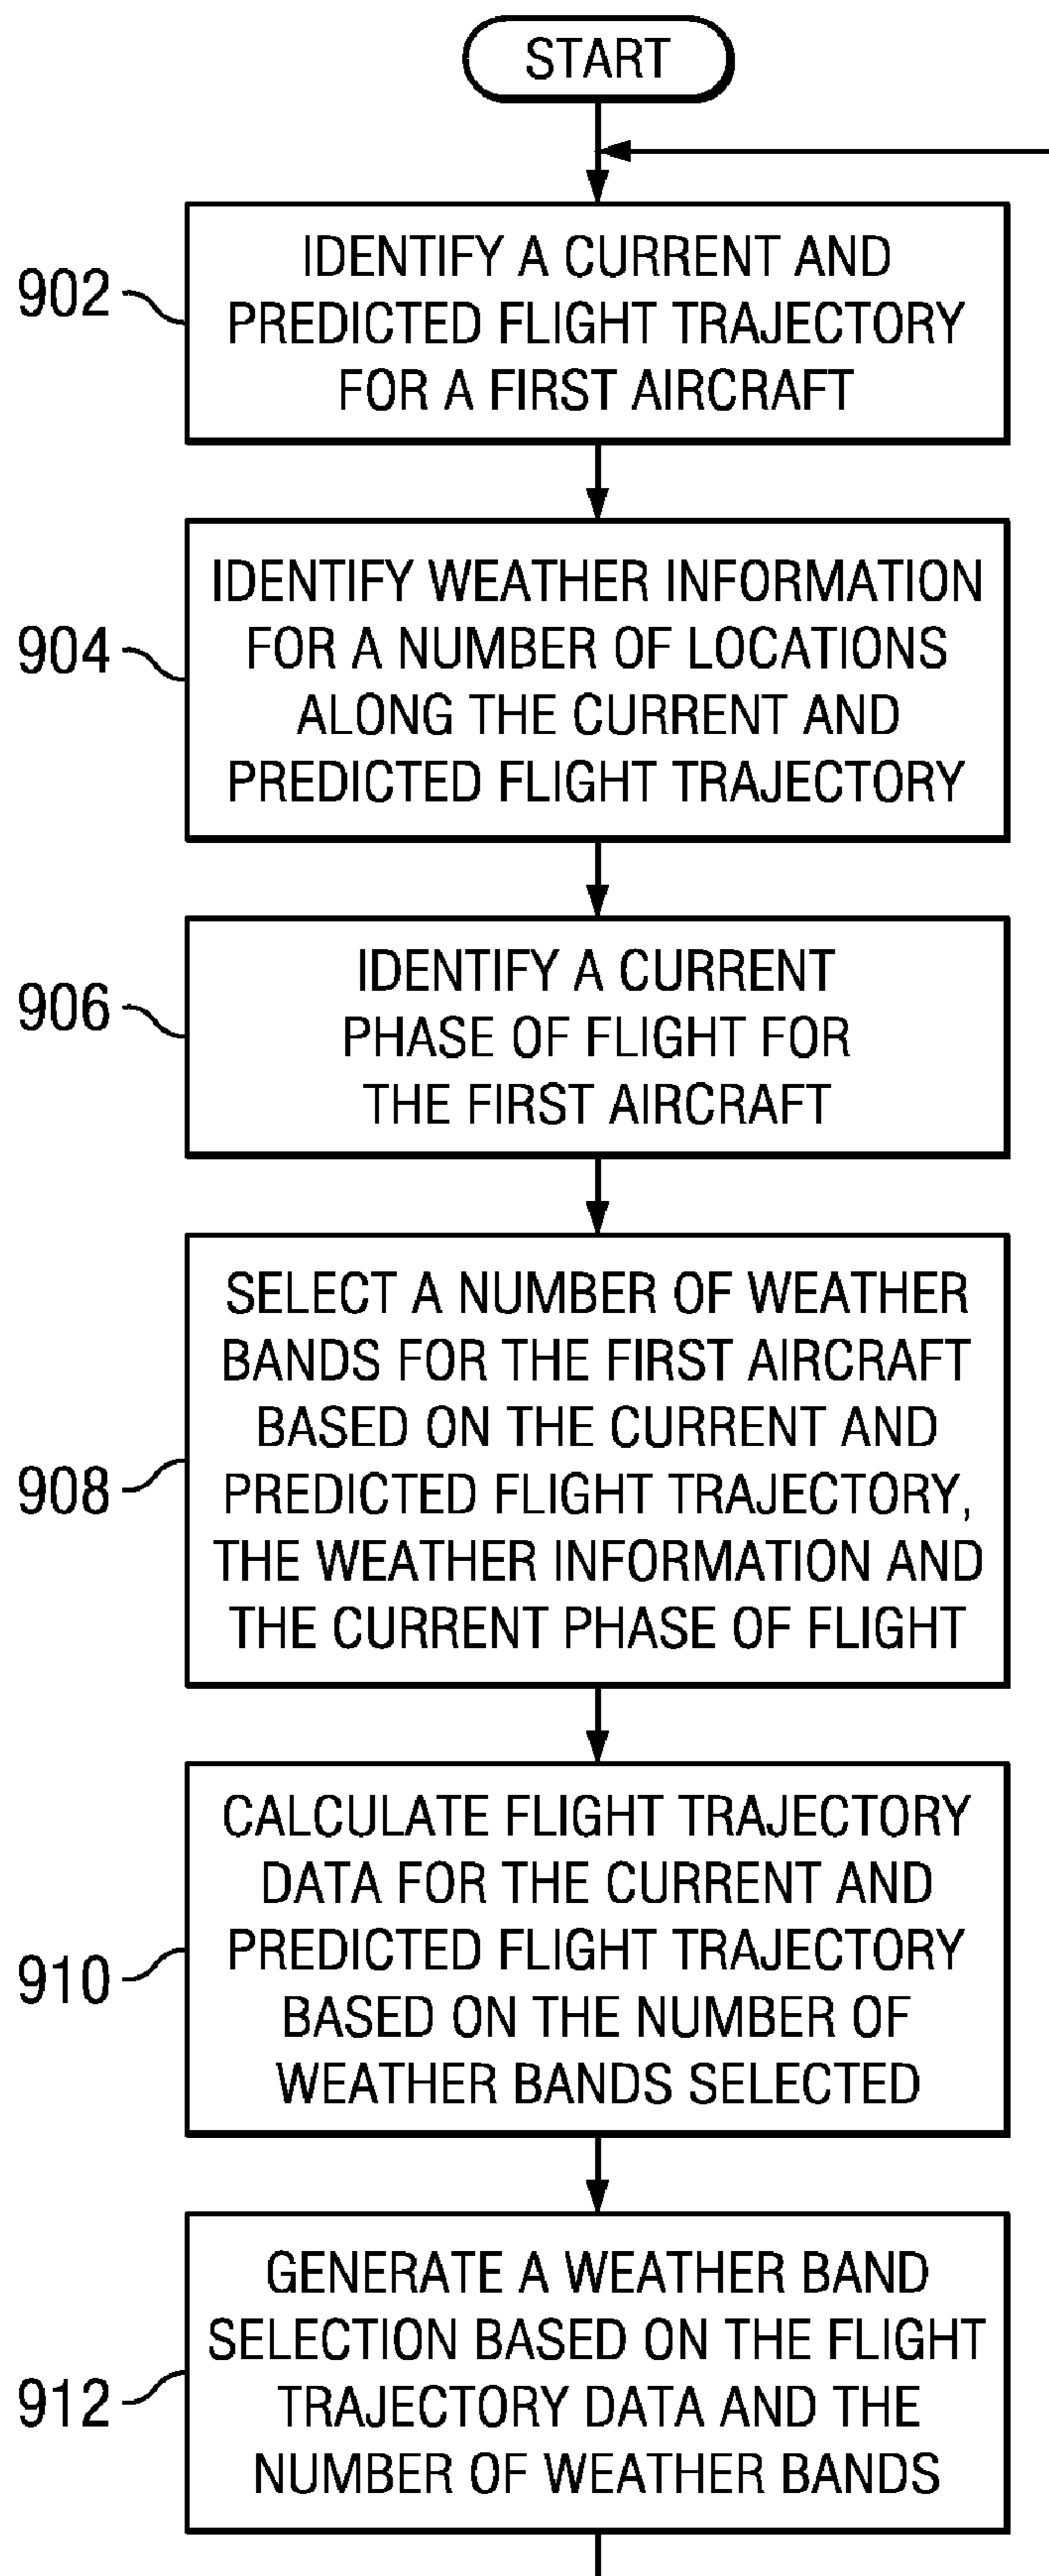 START
902
IDENTIFY A CURRENT AND
PREDICTED FLIGHT TRAJECTORY
FOR A FIRST AIRCRAFT
904
IDENTIFY WEATHER INFORMATION
FOR A NUMBER OF LOCATIONS
ALONG THE CURRENT AND
PREDICTED FLIGHT TRAJECTORY
906
IDENTIFY A CURRENT
PHASE OF FLIGHT FOR
THE FIRST AIRCRAFT
908
SELECT A NUMBER OF WEATHER
BANDS FOR THE FIRST AIRCRAFT
BASED ON THE CURRENT AND
PREDICTED FLIGHT TRAJECTORY,
THE WEATHER INFORMATION AND
THE CURRENT PHASE OF FLIGHT
910
CALCULATE FLIGHT TRAJECTORY
DATA FOR THE CURRENT AND
PREDICTED FLIGHT TRAJECTORY
BASED ON THE NUMBER OF
WEATHER BANDS SELECTED
912
GENERATE A WEATHER BAND
SELECTION BASED ON THE FLIGHT
TRAJECTORY DATA AND THE
NUMBER OF WEATHER BANDS